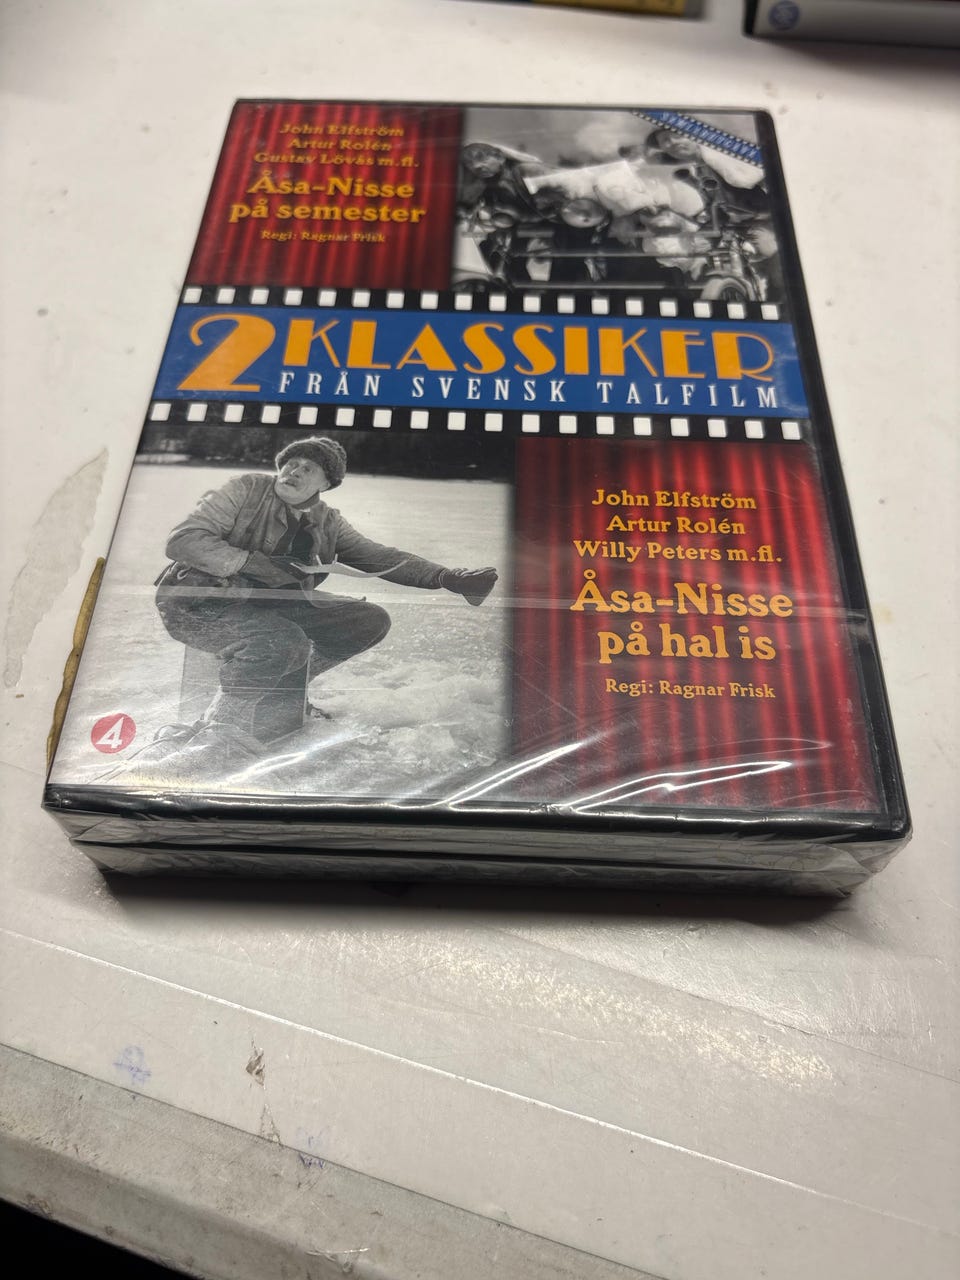 John Elfström
Artur Rolén
Gustav Lövås m.fl.
Åsa-Nisse
på semester
Regi: Ragnar Frisk
2 KLASSIKER
FRÅN SVENSK TALFILM
John Elfström
Artur Rolén
Willy Peters m.fl.
Åsa-Nisse
på hal is
Regi: Ragnar Frisk
4